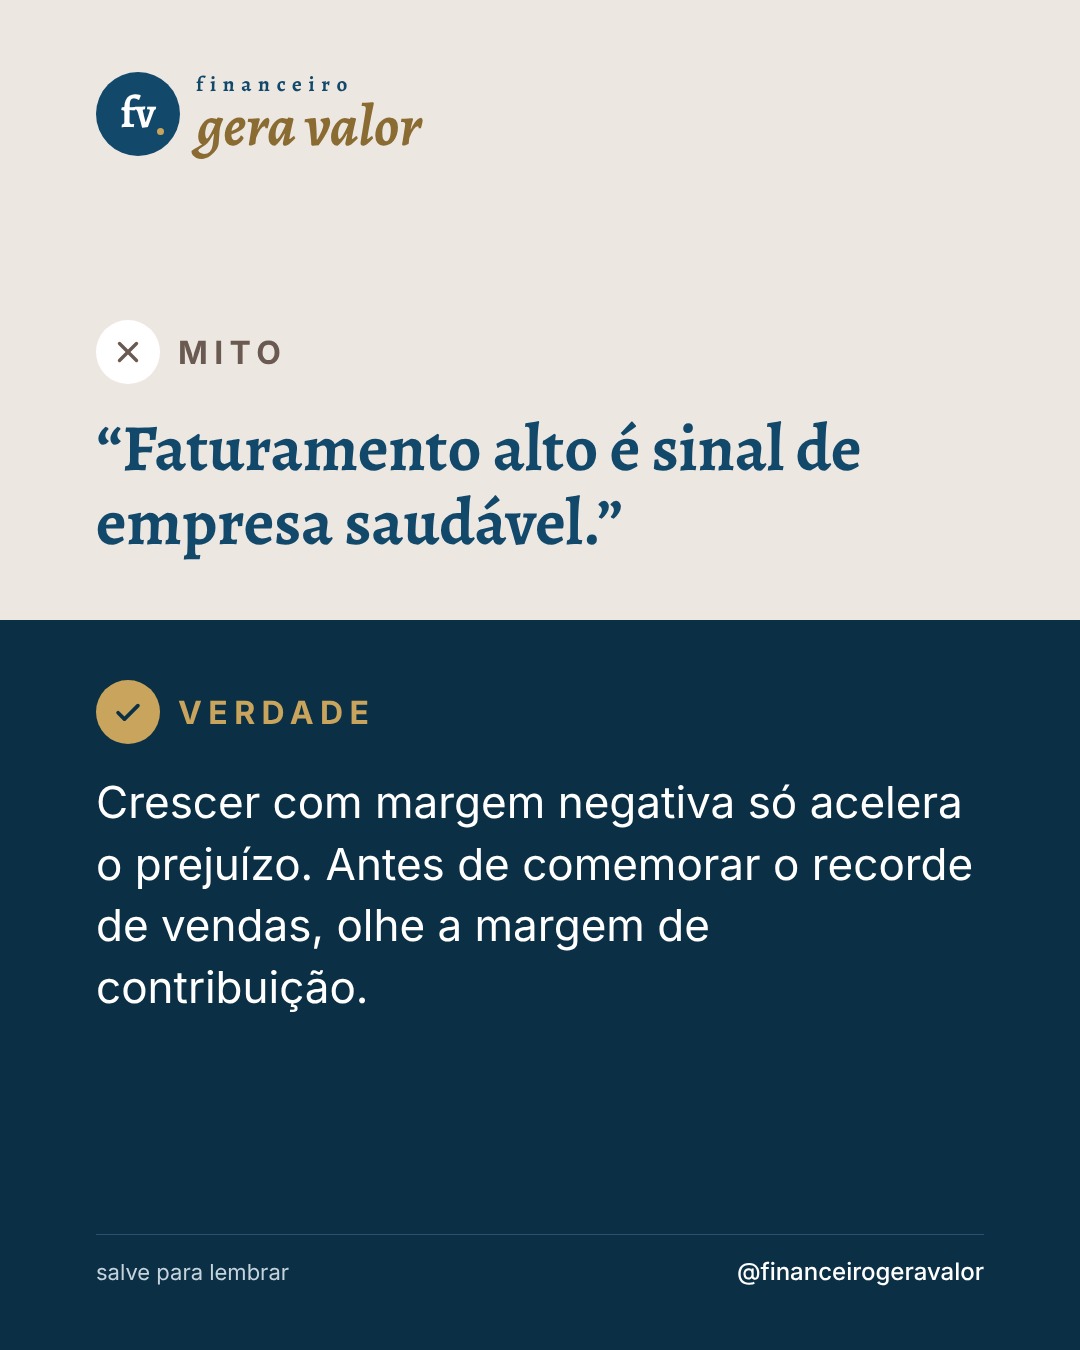 fv.
financeiro
gera valor
MITO
“Faturamento alto é sinal de
empresa saudável.”
VERDADE
Crescer com margem negativa só acelera
o prejuízo. Antes de comemorar o recorde
de vendas, olhe a margem de
contribuição.
salve para lembrar
@financeirogeravalor